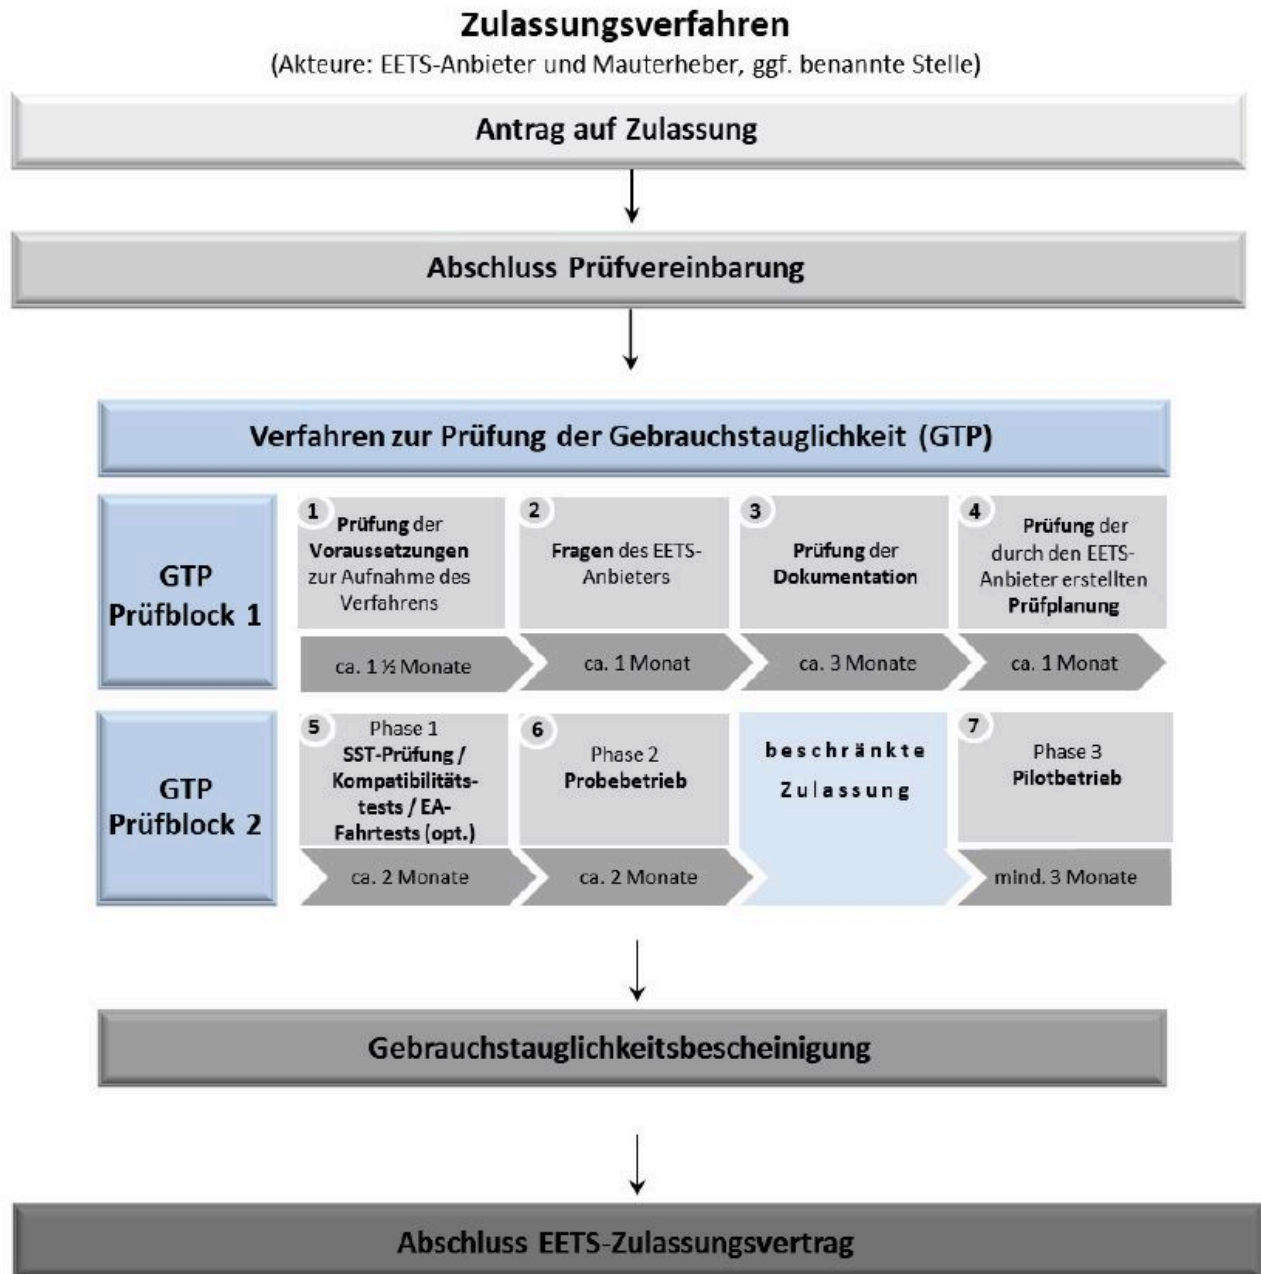 Zulassungsverfahren
(Akteure: EETS-Anbieter und Mauterheber, ggf. benannte Stelle)
Antrag auf Zulassung
Abschluss Prüfvereinbarung
Verfahren zur Prüfung der Gebrauchstauglichkeit (GTP)
GTP
Prüfblock 1
1
Prüfung der
Voraussetzungen
zur Aufnahme des
Verfahrens
ca. 1 ½ Monate
2
Fragen des EETS-
Anbieters
ca. 1 Monat
3
Prüfung der
Dokumentation
ca. 3 Monate
4
Prüfung der
durch den EETS-
Anbieter erstellten
Prüfplanung
ca. 1 Monat
GTP
Prüfblock 2
5
Phase 1
SST-Prüfung /
Kompatibilitäts-
tests / EA-
Fahrtests (opt.)
ca. 2 Monate
6
Phase 2
Probebetrieb
ca. 2 Monate
beschränkte
Zulassung
7
Phase 3
Pilotbetrieb
mind. 3 Monate
Gebrauchstauglichkeitsbescheinigung
Abschluss EETS-Zulassungsvertrag